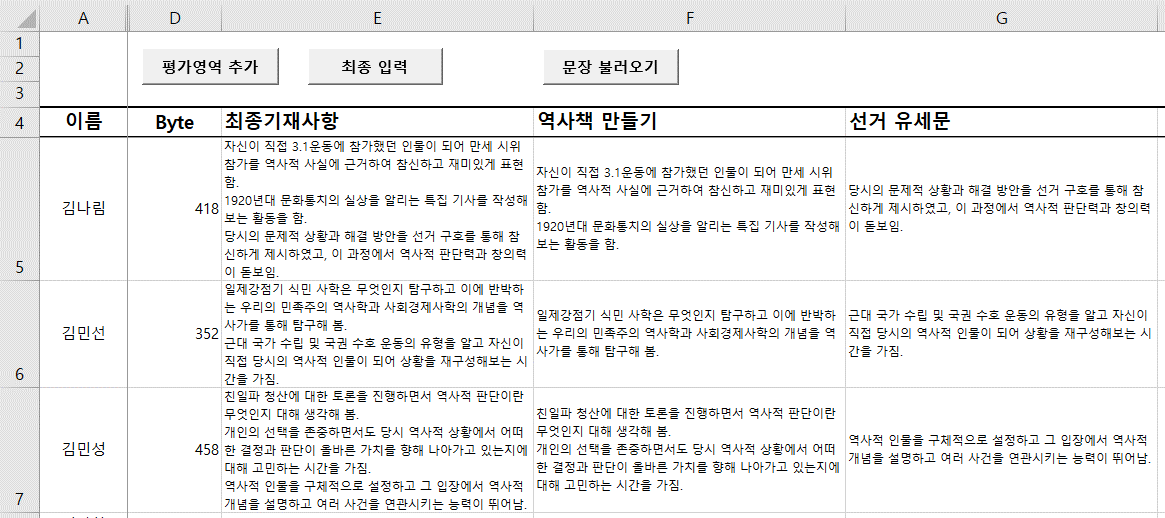 A D E F G
1
2 평가영역 추가 최종 입력 문장 불러오기
3
4 이름 Byte 최종기재사항 역사책 만들기 선거 유세문
5 김나림 418
자신이 직접 3.1운동에 참가했던 인물이 되어 만세 시위
참가를 역사적 사실에 근거하여 참신하고 재미있게 표현
함.
1920년대 문화통치의 실상을 알리는 특집 기사를 작성해
보는 활동을 함.
당시의 문제적 상황과 해결 방안을 선거 구호를 통해 참
신하게 제시하였고, 이 과정에서 역사적 판단력과 창의력
이 돋보임.
자신이 직접 3.1운동에 참가했던 인물이 되어 만세 시위
참가를 역사적 사실에 근거하여 참신하고 재미있게 표현
함.
1920년대 문화통치의 실상을 알리는 특집 기사를 작성해
보는 활동을 함.
당시의 문제적 상황과 해결 방안을 선거 구호를 통해 참
신하게 제시하였고, 이 과정에서 역사적 판단력과 창의력
이 돋보임.
6 김민선 352
일제강점기 식민 사학은 무엇인지 탐구하고 이에 반박하
는 우리의 민족주의 역사학과 사회경제사학의 개념을 역
사가를 통해 탐구해 봄.
근대 국가 수립 및 국권 수호 운동의 유형을 알고 자신이
직접 당시의 역사적 인물이 되어 상황을 재구성해보는 시
간을 가짐.
일제강점기 식민 사학은 무엇인지 탐구하고 이에 반박하
는 우리의 민족주의 역사학과 사회경제사학의 개념을 역
사가를 통해 탐구해 봄.
근대 국가 수립 및 국권 수호 운동의 유형을 알고 자신이
직접 당시의 역사적 인물이 되어 상황을 재구성해보는 시
간을 가짐.
7 김민성 458
친일파 청산에 대한 토론을 진행하면서 역사적 판단이란
무엇인지 대해 생각해 봄.
개인의 선택을 존중하면서도 당시 역사적 상황에서 어떠
한 결정과 판단이 올바른 가치를 향해 나아가고 있는지에
대해 고민하는 시간을 가짐.
역사적 인물을 구체적으로 설정하고 그 입장에서 역사적
개념을 설명하고 여러 사건을 연관시키는 능력이 뛰어남.
친일파 청산에 대한 토론을 진행하면서 역사적 판단이란
무엇인지 대해 생각해 봄.
개인의 선택을 존중하면서도 당시 역사적 상황에서 어떠
한 결정과 판단이 올바른 가치를 향해 나아가고 있는지에
대해 고민하는 시간을 가짐.
역사적 인물을 구체적으로 설정하고 그 입장에서 역사적
개념을 설명하고 여러 사건을 연관시키는 능력이 뛰어남.